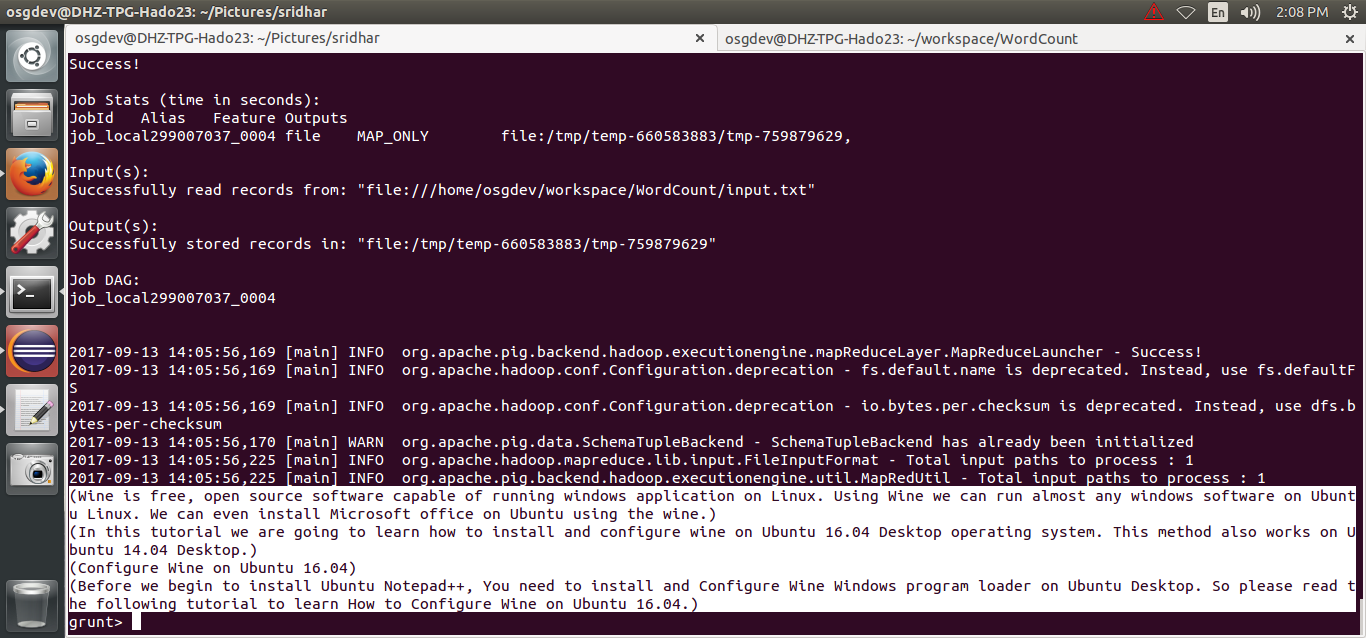 osgdev@DHZ-TPG-Hado23: ~/Pictures/sridhar
En
2:08 PM
osgdev@DHZ-TPG-Hado23: ~/Pictures/sridhar
osgdev@DHZ-TPG-Hado23: ~/workspace/WordCount
Success!
Job Stats (time in seconds):
JobId   Alias   Feature Outputs
job_local299007037_0004 file    MAP_ONLY        file:/tmp/temp-660583883/tmp-759879629,
Input(s):
Successfully read records from: "file:///home/osgdev/workspace/WordCount/input.txt"
Output(s):
Successfully stored records in: "file:/tmp/temp-660583883/tmp-759879629"
Job DAG:
job_local299007037_0004
2017-09-13 14:05:56,169 [main] INFO  org.apache.pig.backend.hadoop.executionengine.mapReduceLayer.MapReduceLauncher - Success!
2017-09-13 14:05:56,169 [main] INFO  org.apache.hadoop.conf.Configuration.deprecation - fs.default.name is deprecated. Instead, use fs.defaultF
S
2017-09-13 14:05:56,169 [main] INFO  org.apache.hadoop.conf.Configuration.deprecation - io.bytes.per.checksum is deprecated. Instead, use dfs.b
ytes-per-checksum
2017-09-13 14:05:56,170 [main] WARN  org.apache.pig.data.SchemaTupleBackend - SchemaTupleBackend has already been initialized
2017-09-13 14:05:56,225 [main] INFO  org.apache.hadoop.mapreduce.lib.input.FileInputFormat - Total input paths to process : 1
2017-09-13 14:05:56,225 [main] INFO  org.apache.pig.backend.hadoop.executionengine.util.MapRedUtil - Total input paths to process : 1
(Wine is free, open source software capable of running windows application on Linux. Using Wine we can run almost any windows software on Ubunt
u Linux. We can even install Microsoft office on Ubuntu using the wine.)
(In this tutorial we are going to learn how to install and configure wine on Ubuntu 16.04 Desktop operating system. This method also works on U
buntu 14.04 Desktop.)
(Configure Wine on Ubuntu 16.04)
(Before we begin to install Ubuntu Notepad++, You need to install and Configure Wine Windows program loader on Ubuntu Desktop. So please read t
he following tutorial to learn How to Configure Wine on Ubuntu 16.04.)
grunt>